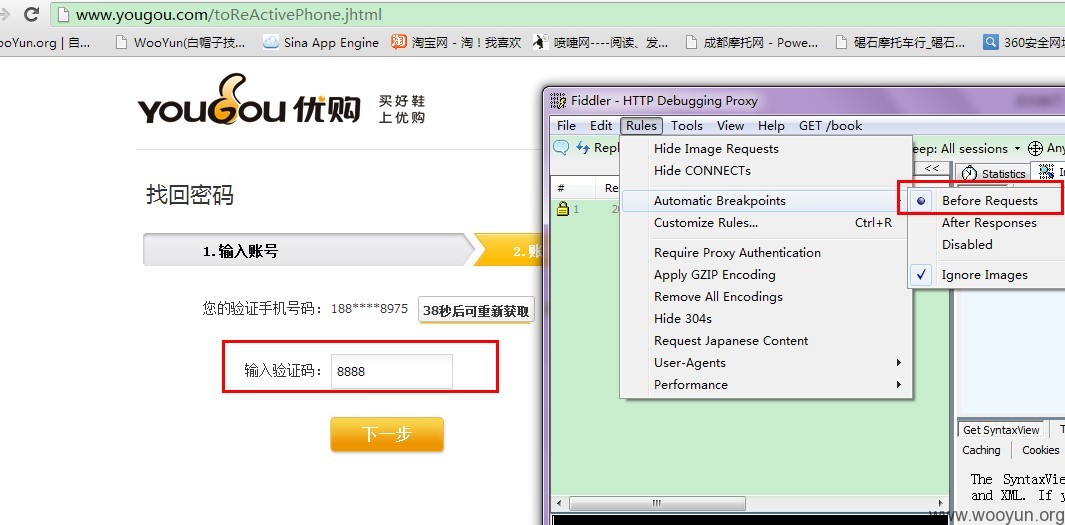 www.yougou.com/toReActivePhone.jhtml
ooYun.org | 自... WooYun(白帽子技... Sina App Engine 淘宝网 - 淘！我喜欢 喷嚏网----阅读、发... 成都摩托网 - Powe... 磘石摩托车行_磘石... 360安全网
YOUGOU 优购 买好鞋
上优购
找回密码
1.输入账号
2.账
您的验证手机号码：188****8975 38秒后可重新获取
输入验证码： 8888
下一步
Fiddler - HTTP Debugging Proxy
File Edit Rules Tools View Help GET /book
Repl
eep: All sessions Any
<< Statistics
# Re
1 2
Hide Image Requests
Hide CONNECTs
Automatic Breakpoints
Customize Rules... Ctrl+R
Require Proxy Authentication
Apply GZIP Encoding
Remove All Encodings
Hide 304s
Request Japanese Content
User-Agents
Performance
Before Requests
After Responses
Disabled
Ignore Images
Get SyntaxView
Caching Cookies
The SyntaxVie
and XML. If y
www.wooyun.org